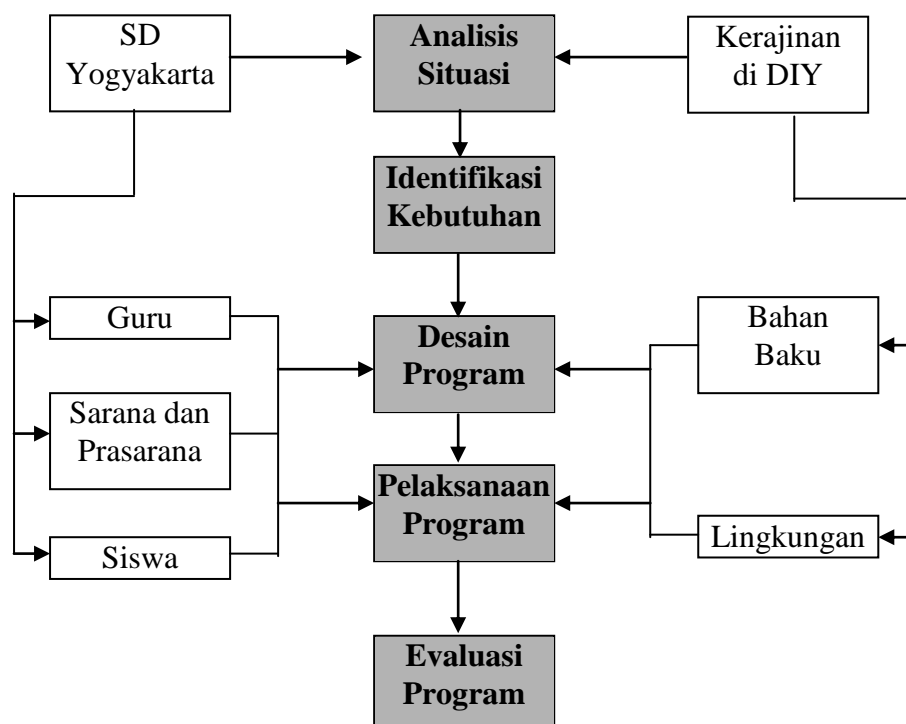 SD
Yogyakarta
Analisis
Situasi
Kerajinan
di DIY
Identifikasi
Kebutuhan
Guru
Desain
Program
Bahan
Baku
Sarana dan
Prasarana
Pelaksanaan
Program
Siswa
Lingkungan
Evaluasi
Program